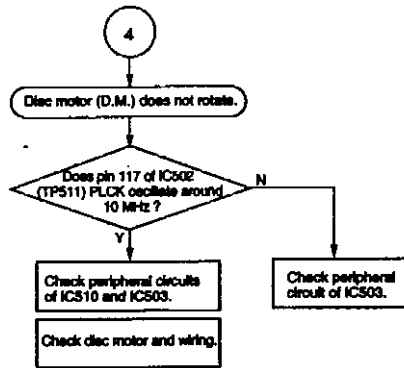 4
Disc motor (D.M.) does not rotate.
Does pin 117 of IC502
(TP511) PLCK oscillate around
10 MHz ?
N
Y
Check peripheral circuits
of IC510 and IC503.
Check peripheral
circuit of IC503.
Check disc motor and wiring.